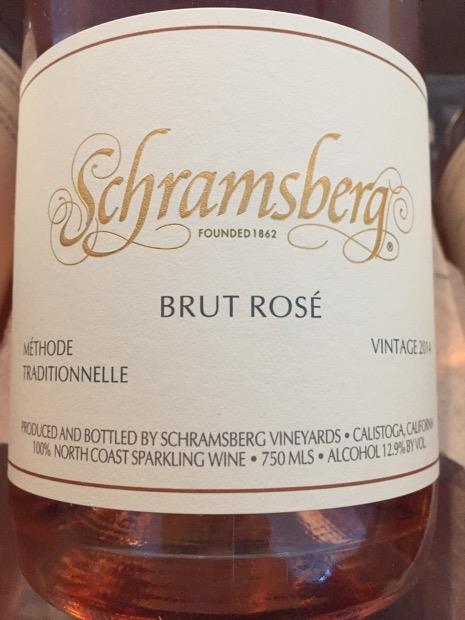 Schramsberg®
FOUNDED 1862
BRUT ROSÉ
MÉTHODE
TRADITIONNELLE
VINTAGE 2014
PRODUCED AND BOTTLED BY SCHRAMSBERG VINEYARDS • CALISTOGA, CALIFORNIA
100% NORTH COAST SPARKLING WINE • 750 MLS • ALCOHOL 12.9% BY VOL.